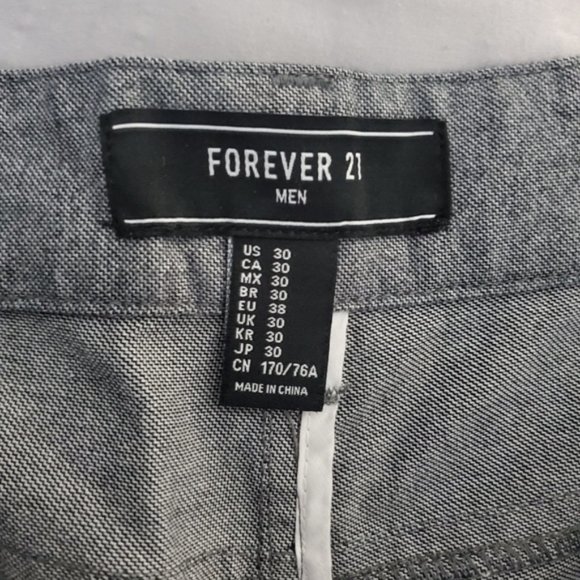 FOREVER 21
MEN
US 30
CA 30
MX 30
BR 30
EU 38
UK 30
KR 30
JP 30
CN 170/76A
MADE IN CHINA